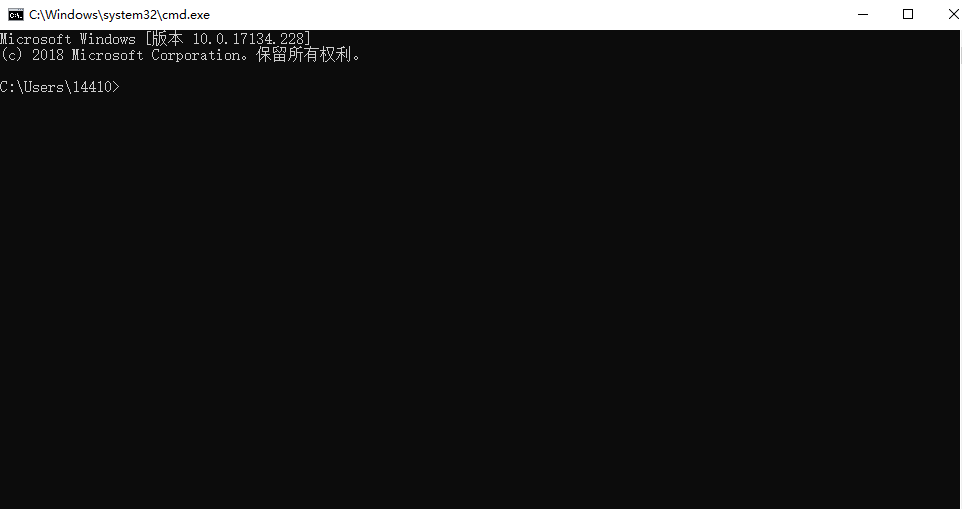 C:\Windows\system32\cmd.exe
Microsoft Windows [版本 10.0.17134.228]
(c) 2018 Microsoft Corporation。保留所有权利。
C:\Users\14410>